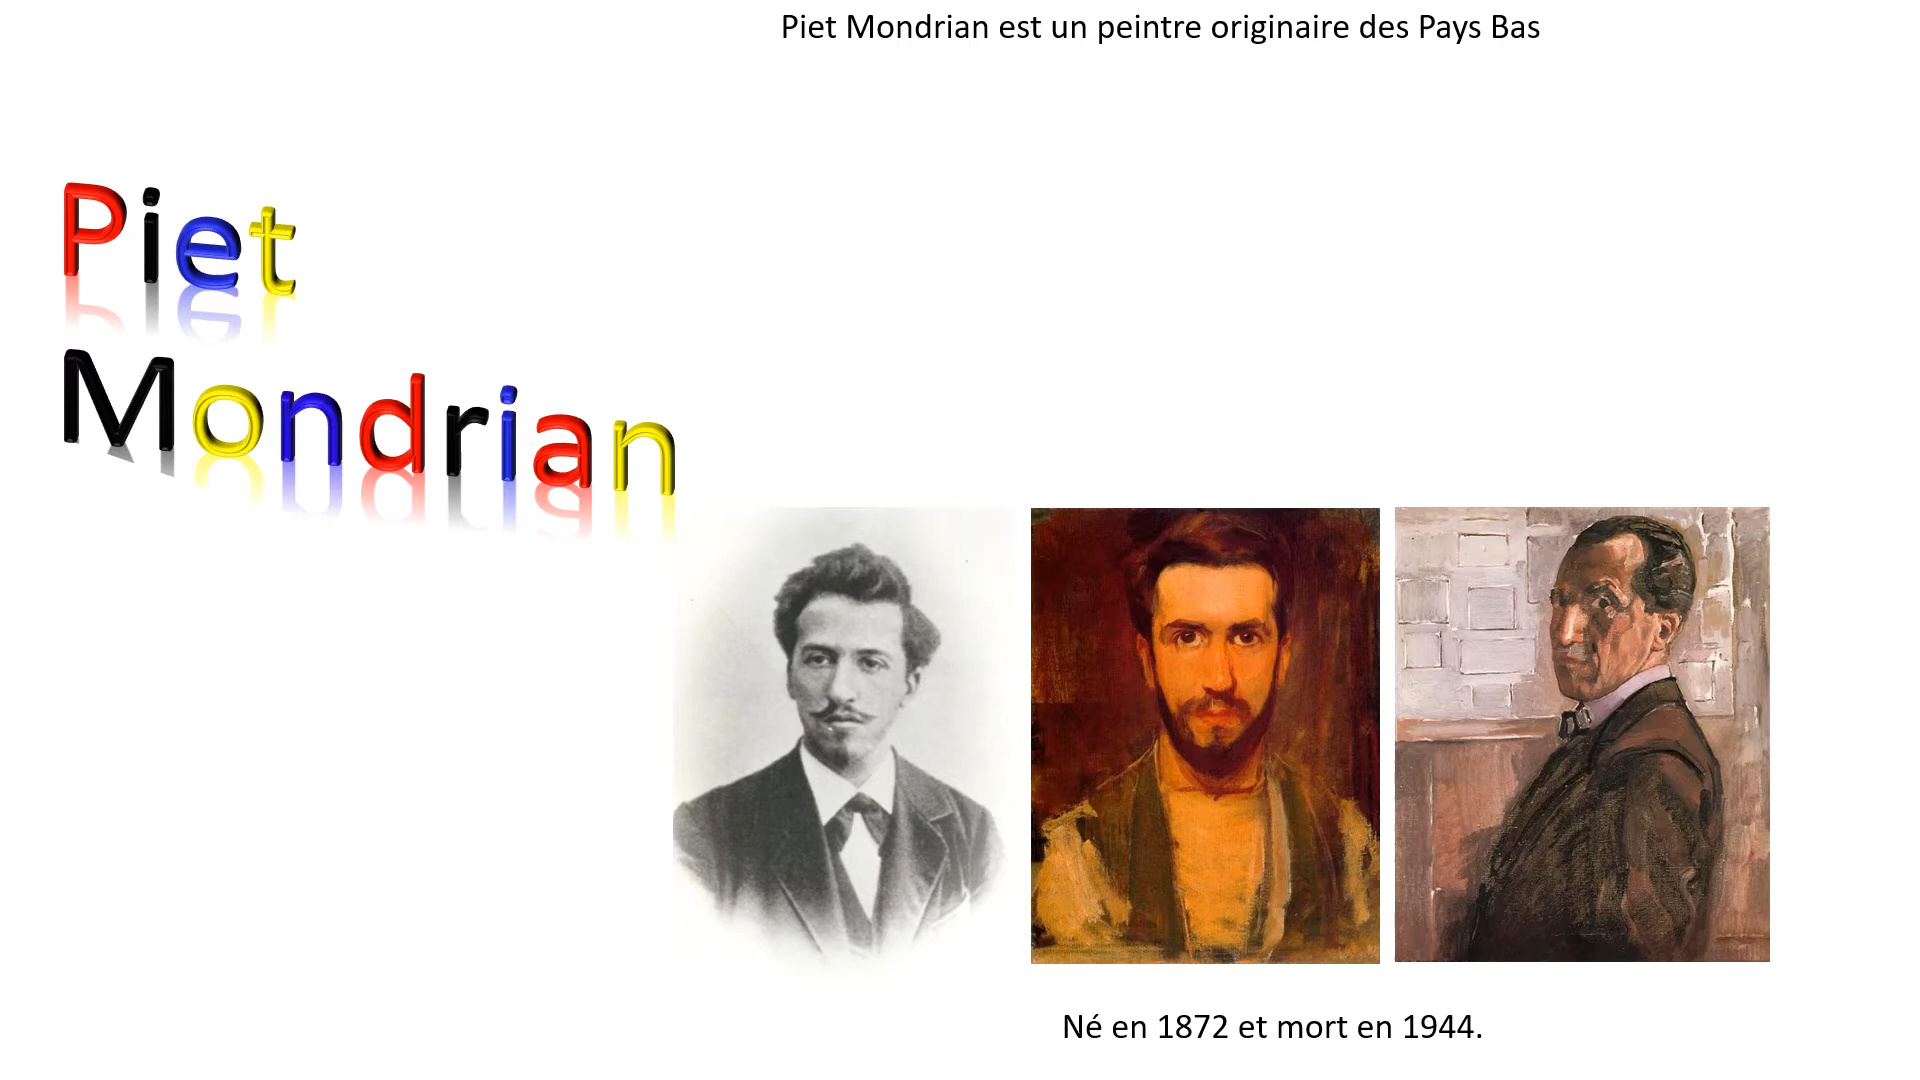 Piet Mondrian est un peintre originaire des Pays Bas
Piet
Mondrian
Né en 1872 et mort en 1944.